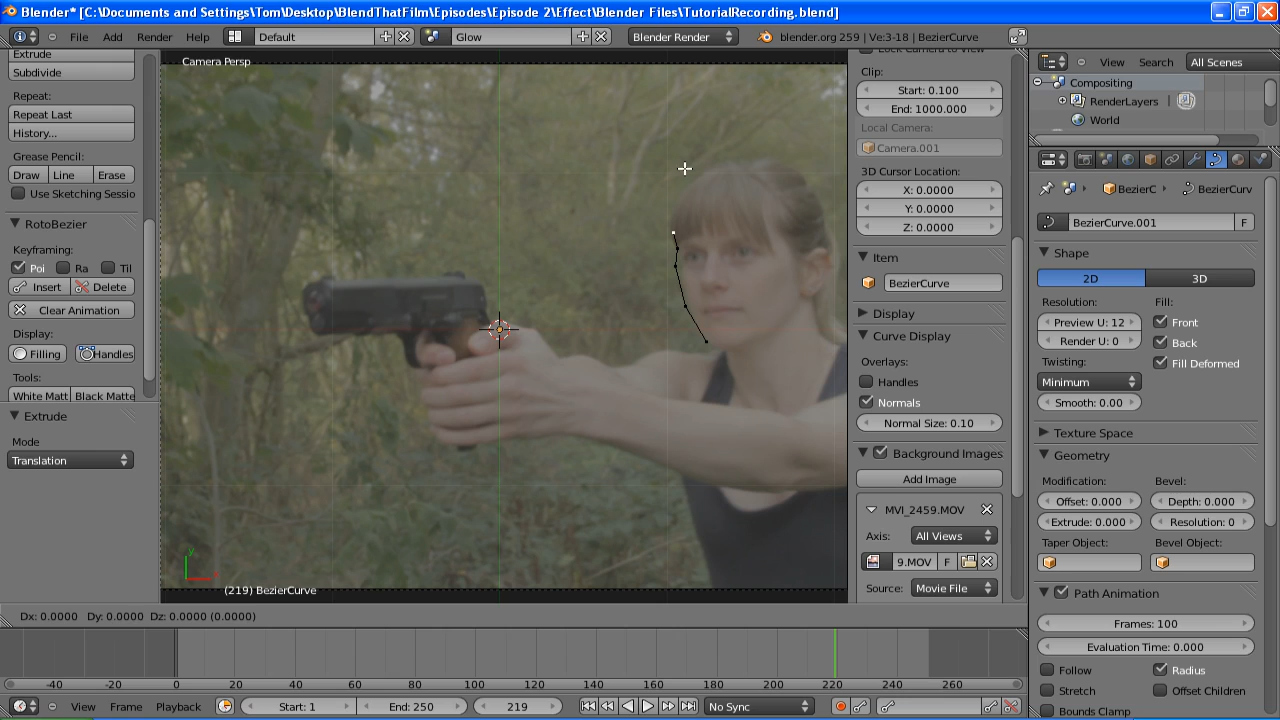 Blender* [C:\Documents and Settings\Tom\Desktop\BlendThatFilm\Episodes\Episode 2\Effect\Blender Files\TutorialRecording.blend]
File Add Render Help Default Glow Blender Render blender.org 259 | Ve:3-18 | BezierCurve
Extrude
Subdivide
Repeat:
Repeat Last
History...
Grease Pencil:
Draw Line Erase
Use Sketching Sessio
RotoBezier
Keyframing:
Poi Ra Til
Insert Delete
Clear Animation
Display:
Filling Handles
Tools:
White Matt Black Matte
Extrude
Mode
Translation
Camera Persp
y
x
(219) BezierCurve
Lock Camera to View
Clip:
Start: 0.100
End: 1000.000
Local Camera:
Camera.001
3D Cursor Location:
X: 0.0000
Y: 0.0000
Z: 0.0000
Item
BezierCurve
Display
Curve Display
Overlays:
Handles
Normals
Normal Size: 0.10
Background Images
Add Image
MVI_2459.MOV
Axis: All Views
9.MOV F
Source: Movie File
View Search All Scenes
Compositing
RenderLayers
World
BezierC BezierCurv
BezierCurve.001 F
Shape
2D 3D
Resolution: Fill:
Preview U: 12 Front
Render U: 0 Back
Twisting: Fill Deformed
Minimum
Smooth: 0.00
Texture Space
Geometry
Modification: Bevel:
Offset: 0.000 Depth: 0.000
Extrude: 0.000 Resolution: 0
Taper Object: Bevel Object:
Path Animation
Frames: 100
Evaluation Time: 0.000
Follow Radius
Stretch Offset Children
Bounds Clamp
Dx: 0.0000 Dy: 0.0000 Dz: 0.0000 (0.0000)
-40 -20 0 20 40 60 80 100 120 140 160 180 200 220 240 260
View Frame Playback Start: 1 End: 250 219 No Sync